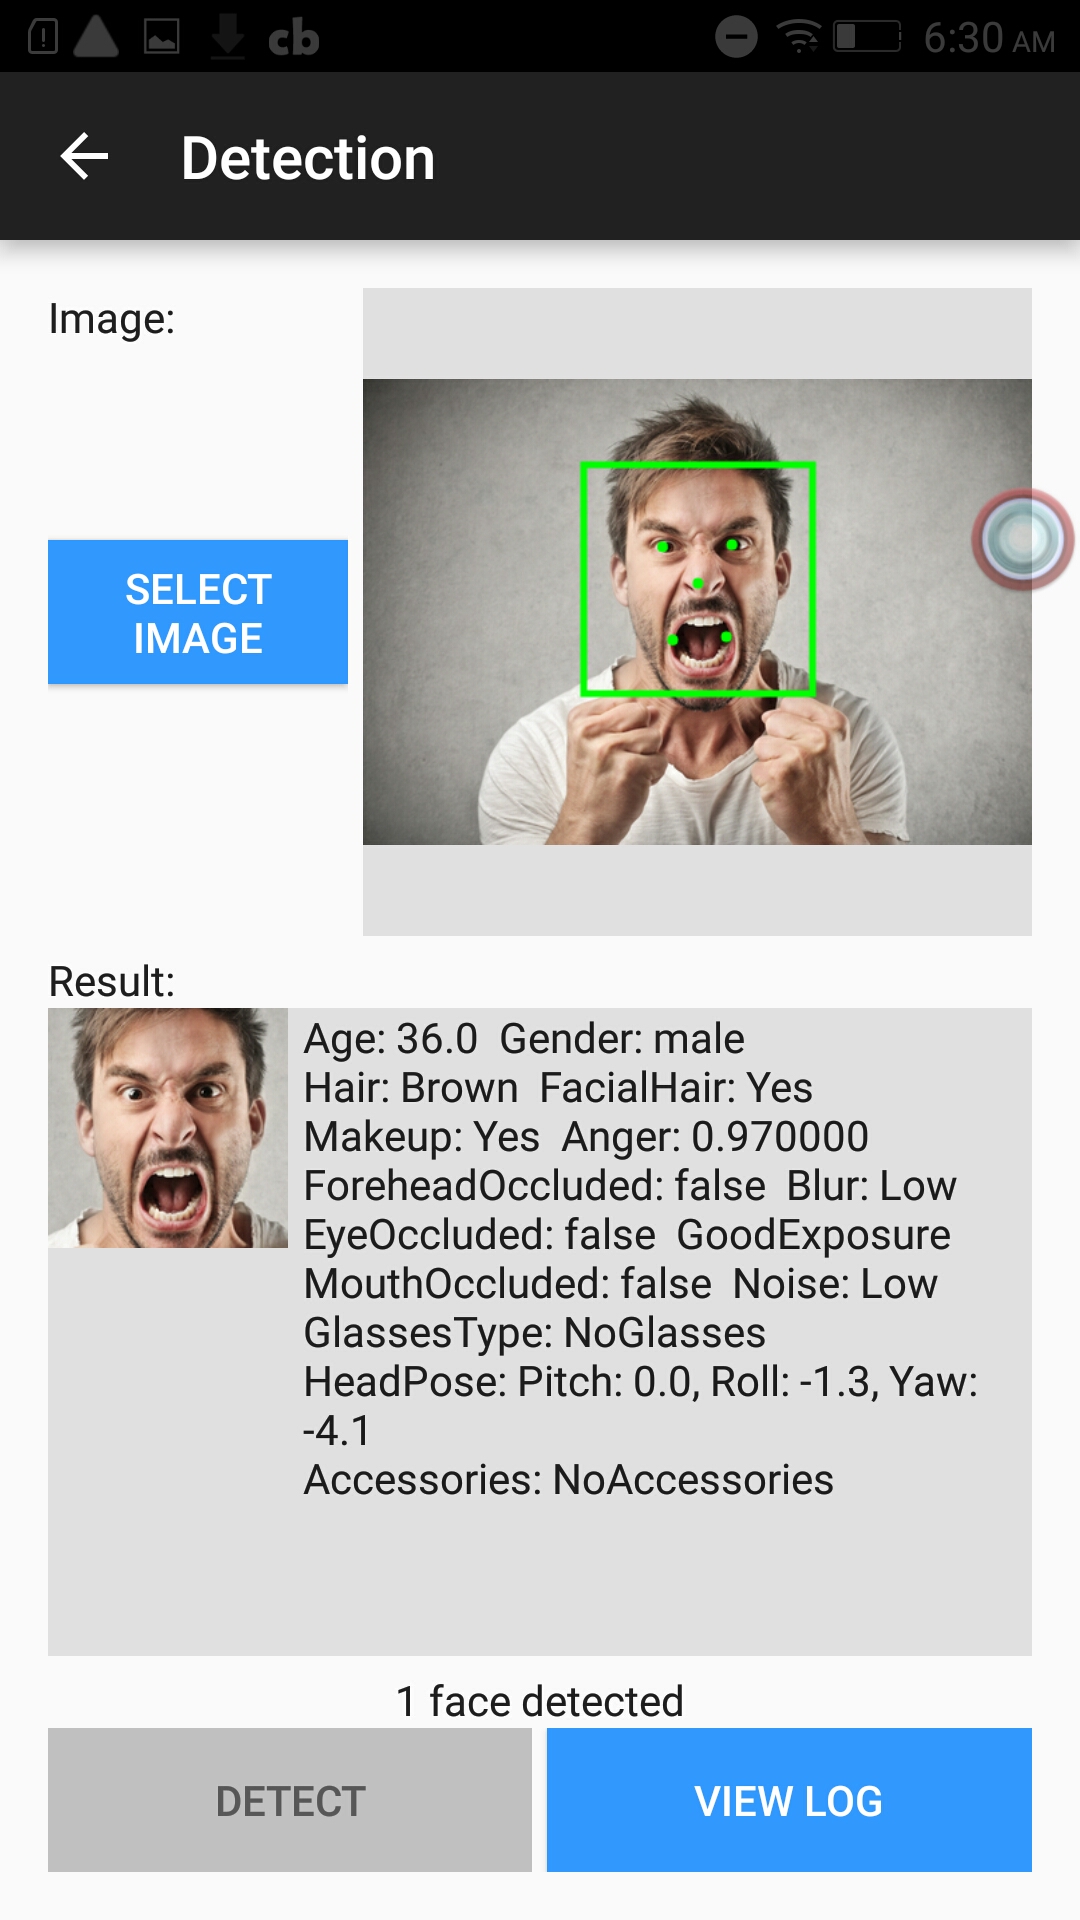 cb 6:30 AM
Detection
Image:
SELECT
IMAGE
Result:
Age: 36.0  Gender: male
Hair: Brown  FacialHair: Yes
Makeup: Yes  Anger: 0.970000
ForeheadOccluded: false  Blur: Low
EyeOccluded: false  GoodExposure
MouthOccluded: false  Noise: Low
GlassesType: NoGlasses
HeadPose: Pitch: 0.0, Roll: -1.3, Yaw:
-4.1
Accessories: NoAccessories
1 face detected
DETECT
VIEW LOG